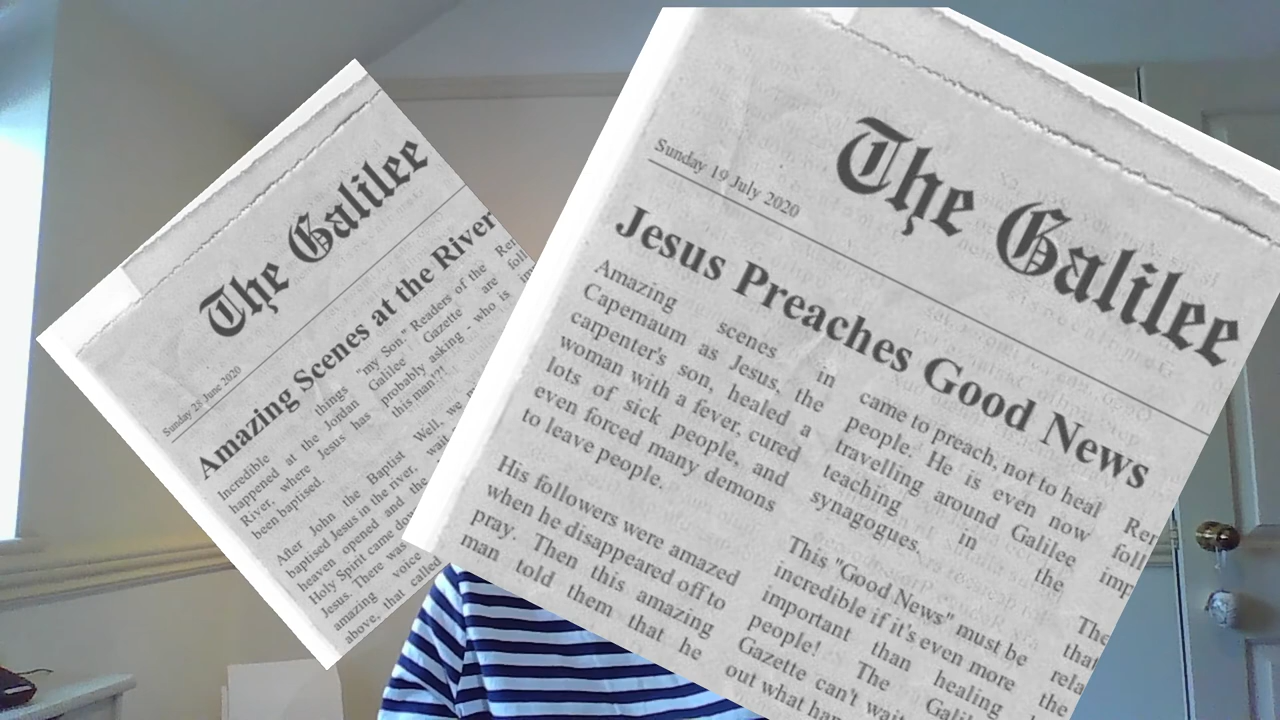 The Galilee
Sunday 28 June 2020
Amazing Scenes at the River
Incredible things
happened at the Jordan
River, where Jesus has
been baptised.
After John the Baptist
baptised Jesus in the river,
heaven opened and the
Holy Spirit came
Jesus. There was
amazing voice
above, that called
"my Son." Readers of the
Galilee Gazette are
probably asking - who is
this man?!"
Well, we
wait
The Galilee
Sunday 19 July 2020
Jesus Preaches Good News
Amazing scenes in
Capernaum as Jesus, the
carpenter's son, healed a
woman with a fever, cured
lots of sick people, and
even forced many demons
to leave people.
His followers were amazed
when he disappeared off to
pray. Then this amazing
man told them that he
came to preach, not to heal
people. He is even now
travelling around Galilee
teaching in the
synagogues.
This "Good News" must be
incredible if it's even more
important than healing
people! The
Gazette can't
out what